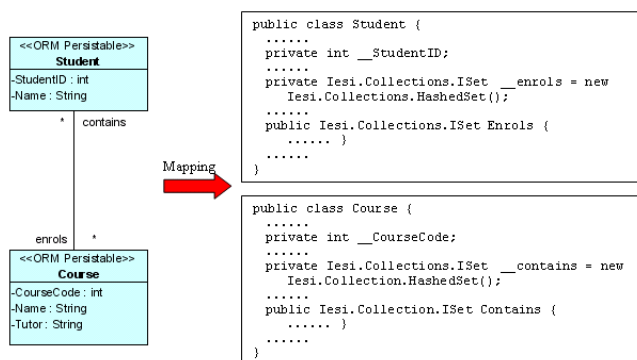 <<ORM Persistable>>
Student
-StudentID : int
-Name : String
* contains
enrols *
<<ORM Persistable>>
Course
-CourseCode : int
-Name : String
-Tutor : String
Mapping
public class Student {
......
private int __StudentID;
......
private Iesi.Collections.ISet __enrols = new
Iesi.Collections.HashedSet();
......
public Iesi.Collections.ISet Enrols {
...... }
......
}
public class Course {
......
private int __CourseCode;
......
private Iesi.Collections.ISet __contains = new
Iesi.Collection.HashedSet();
......
public Iesi.Collection.ISet Contains {
...... }
......
}